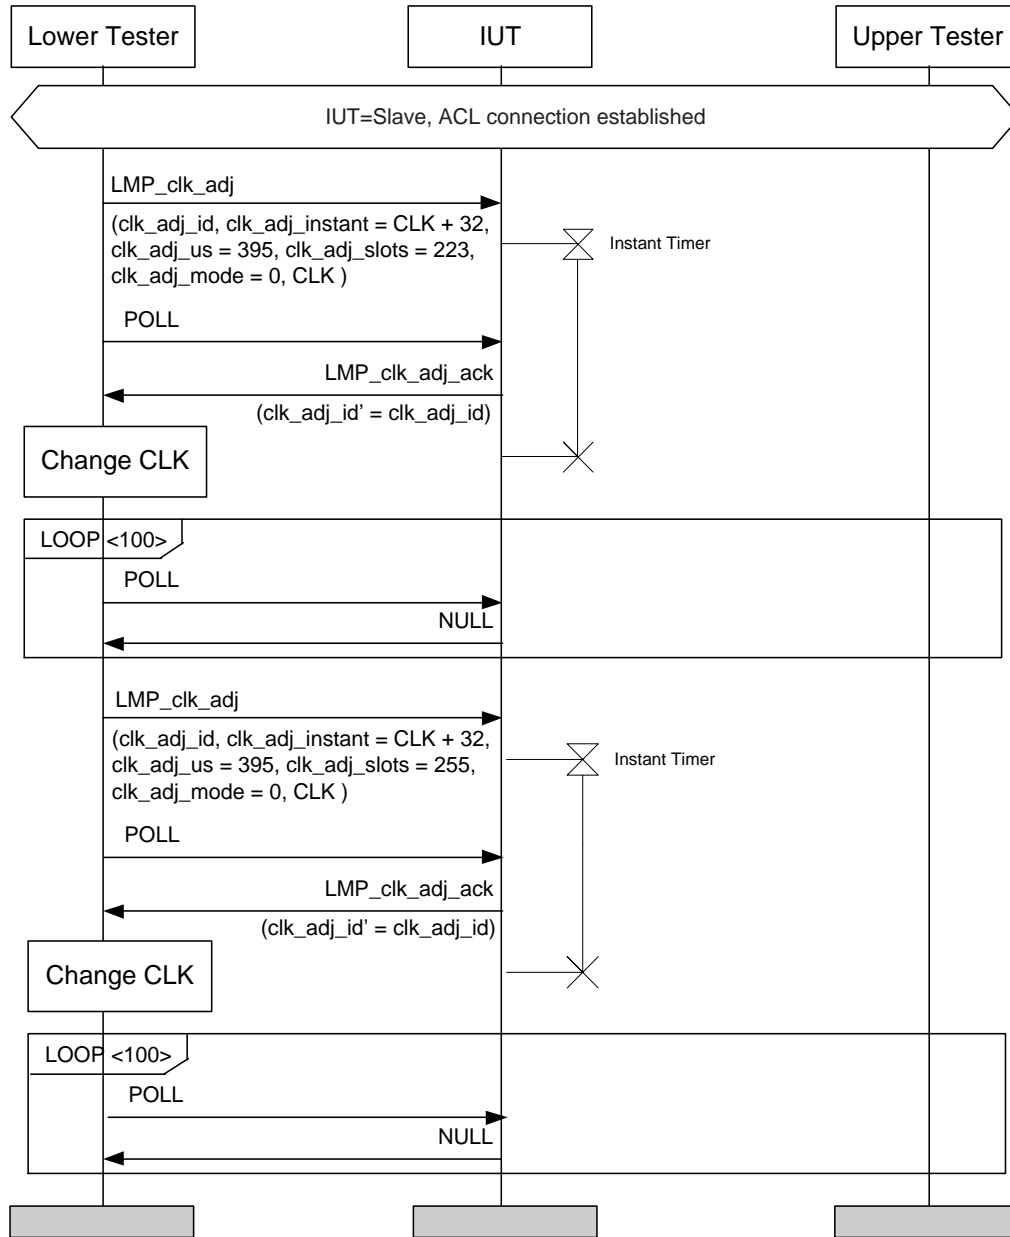 Lower Tester
IUT
Upper Tester
IUT=Slave, ACL connection established
LMP_clk_adj
(clk_adj_id, clk_adj_instant = CLK + 32,
clk_adj_us = 395, clk_adj_slots = 223,
clk_adj_mode = 0, CLK )
Instant Timer
POLL
LMP_clk_adj_ack
(clk_adj_id’ = clk_adj_id)
Change CLK
LOOP <100>
POLL
NULL
LMP_clk_adj
(clk_adj_id, clk_adj_instant = CLK + 32,
clk_adj_us = 395, clk_adj_slots = 255,
clk_adj_mode = 0, CLK )
Instant Timer
POLL
LMP_clk_adj_ack
(clk_adj_id’ = clk_adj_id)
Change CLK
LOOP <100>
POLL
NULL